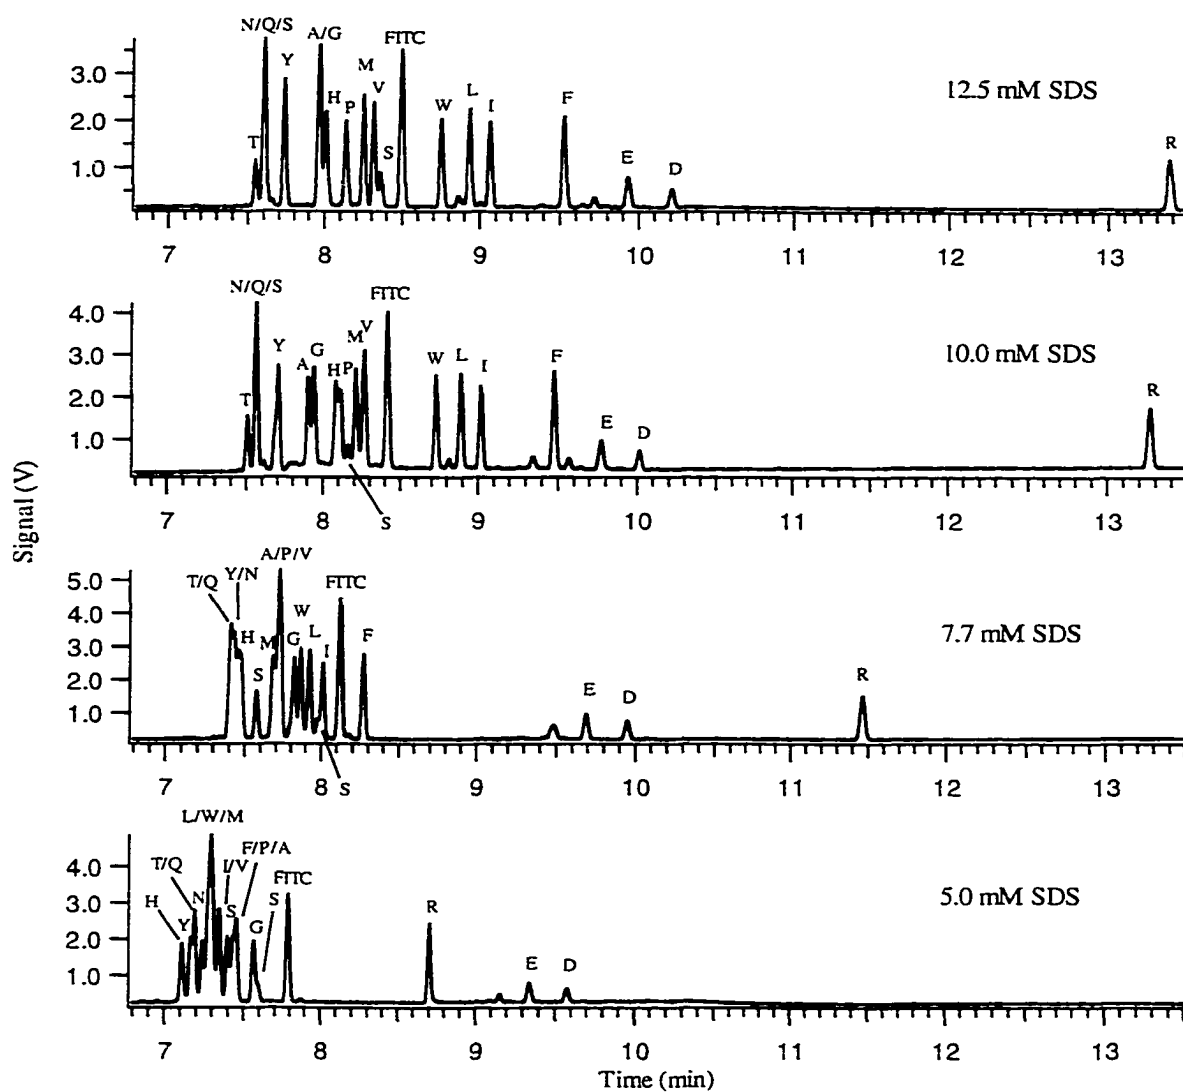 N/Q/S
A/G
FITC
Y
M
V
H
P
T
S
W
L
I
F
E
D
R
12.5 mM SDS
3.0
2.0
1.0
7 8 9 10 11 12 13
N/Q/S
FITC
Y
A
G
H
P
M
V
T
S
W
L
I
F
E
D
R
10.0 mM SDS
4.0
3.0
2.0
1.0
7 8 9 10 11 12 13
Signal (V)
A/P/V
T/Q
Y/N
H
S
M
G
W
L
I
S
FITC
F
E
D
R
7.7 mM SDS
5.0
4.0
3.0
2.0
1.0
7 8 9 10 11 12 13
L/W/M
T/Q
I/V
F/P/A
H
Y
N
S
G
S
FITC
R
E
D
5.0 mM SDS
4.0
3.0
2.0
1.0
7 8 9 10 11 12 13
Time (min)